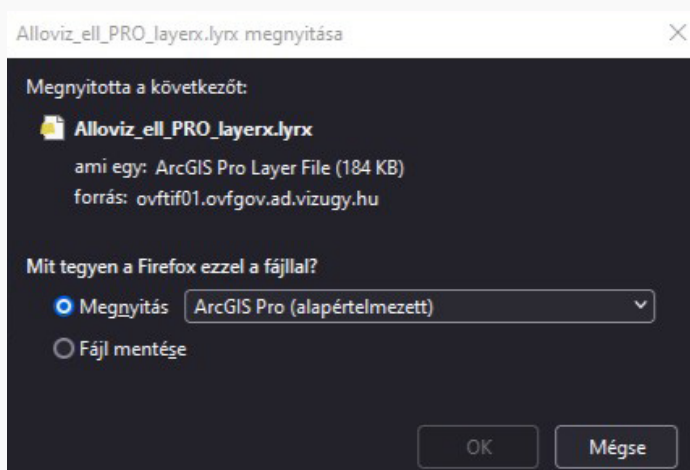 Alloviz_ell_PRO_layerx.lyrx megnyitása
Megnyitotta a következőt:
Alloviz_ell_PRO_layerx.lyrx
ami egy: ArcGIS Pro Layer File (184 KB)
forrás: ovftif01.ovfgov.ad.vizugy.hu
Mit tegyen a Firefox ezzel a fájllal?
Megnyitás ArcGIS Pro (alapértelmezett)
Fájl mentése
OK Mégse